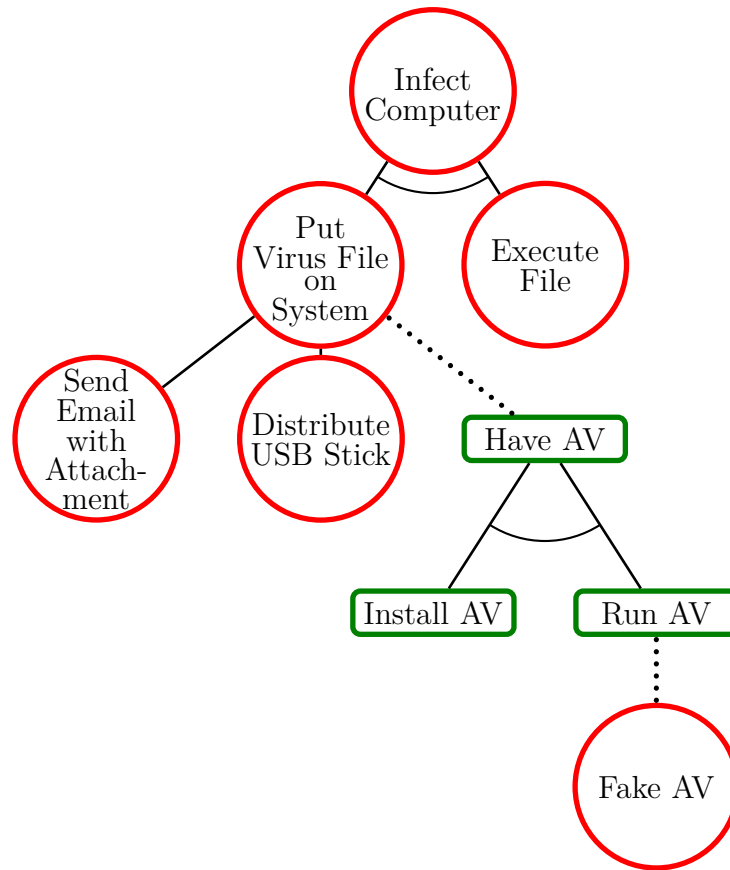 Infect
Computer
Put
Virus File
on
System
Execute
File
Send
Email
with
Attach-
ment
Distribute
USB Stick
Have AV
Install AV
Run AV
Fake AV